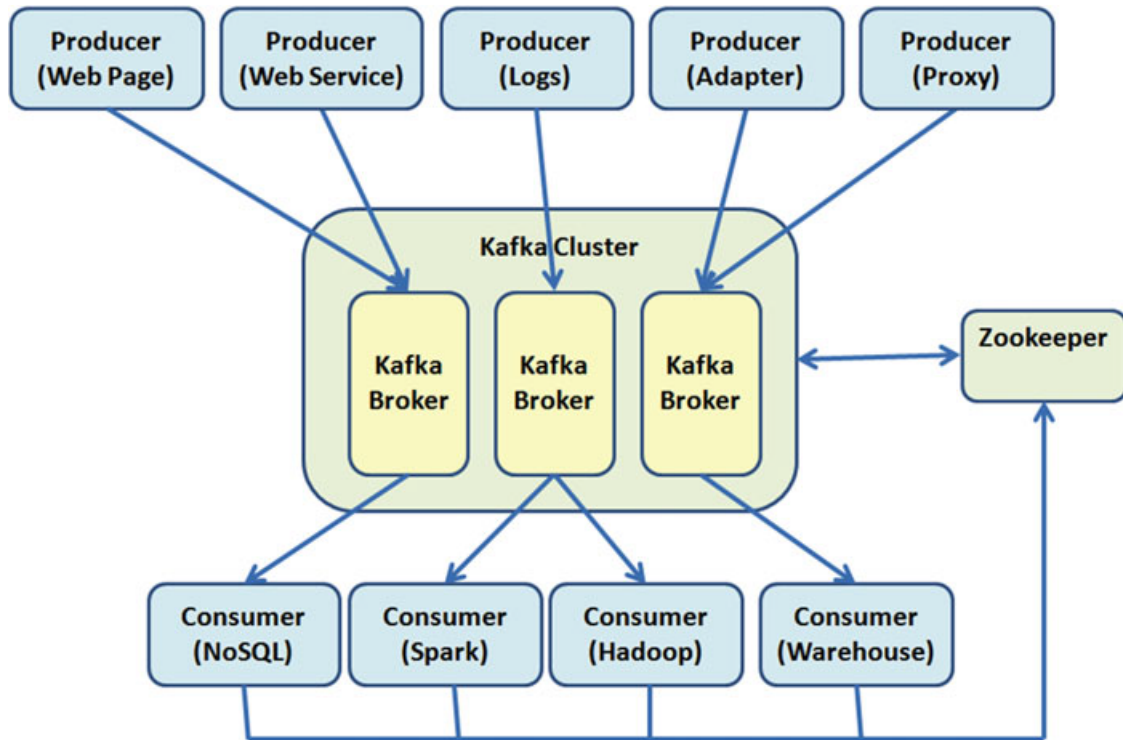 Producer
(Web Page)
Producer
(Web Service)
Producer
(Logs)
Producer
(Adapter)
Producer
(Proxy)
Kafka Cluster
Kafka
Broker
Kafka
Broker
Kafka
Broker
Zookeeper
Consumer
(NoSQL)
Consumer
(Spark)
Consumer
(Hadoop)
Consumer
(Warehouse)